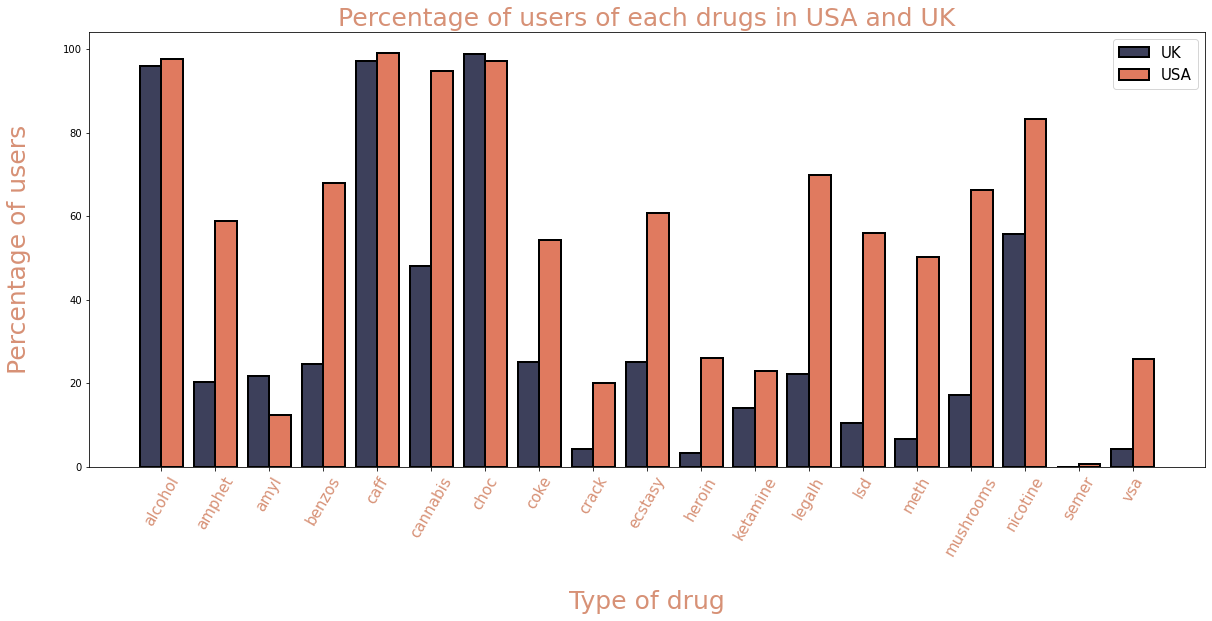 Percentage of users of each drugs in USA and UK
UK
USA
Percentage of users
100
80
60
40
20
0
alcohol
amphet
amyl
benzos
caff
cannabis
choc
coke
crack
ecstasy
heroin
ketamine
legalh
lsd
meth
mushrooms
nicotine
semer
vsa
Type of drug